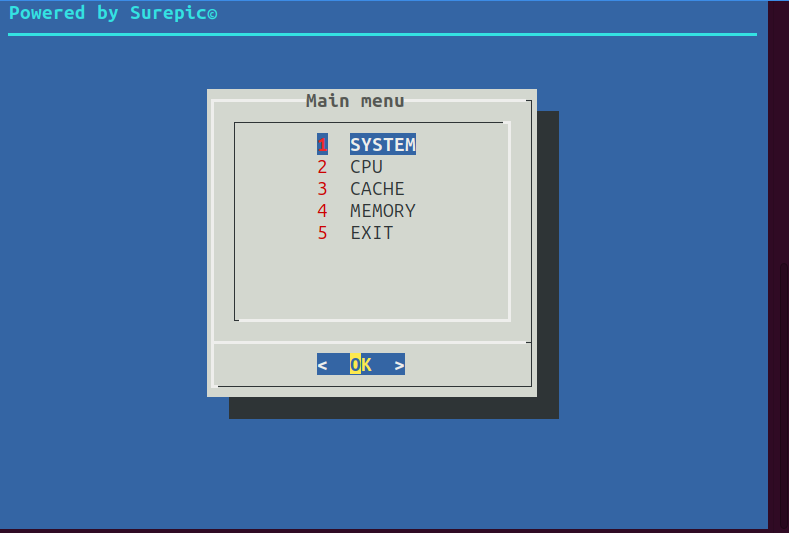 Powered by Surepic©
Main menu
1 SYSTEM
2 CPU
3 CACHE
4 MEMORY
5 EXIT
< OK >